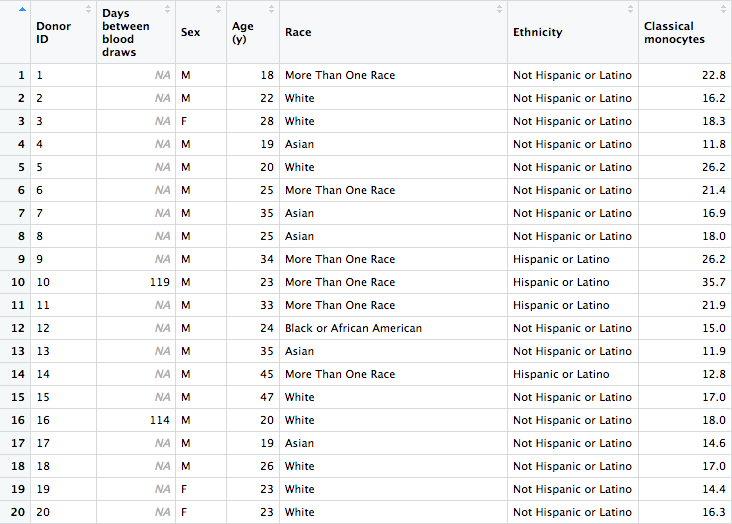 Donor ID Days between blood draws Sex Age (y) Race Ethnicity Classical monocytes
1 1 NA M 18 More Than One Race Not Hispanic or Latino 22.8
2 2 NA M 22 White Not Hispanic or Latino 16.2
3 3 NA F 28 White Not Hispanic or Latino 18.3
4 4 NA M 19 Asian Not Hispanic or Latino 11.8
5 5 NA M 20 White Not Hispanic or Latino 26.2
6 6 NA M 25 More Than One Race Not Hispanic or Latino 21.4
7 7 NA M 35 Asian Not Hispanic or Latino 16.9
8 8 NA M 25 Asian Not Hispanic or Latino 18.0
9 9 NA M 34 More Than One Race Hispanic or Latino 26.2
10 10 119 M 23 More Than One Race Hispanic or Latino 35.7
11 11 NA M 33 More Than One Race Hispanic or Latino 21.9
12 12 NA M 24 Black or African American Not Hispanic or Latino 15.0
13 13 NA M 35 Asian Not Hispanic or Latino 11.9
14 14 NA M 45 More Than One Race Hispanic or Latino 12.8
15 15 NA M 47 White Not Hispanic or Latino 17.0
16 16 114 M 20 White Not Hispanic or Latino 18.0
17 17 NA M 19 Asian Not Hispanic or Latino 14.6
18 18 NA M 26 White Not Hispanic or Latino 17.0
19 19 NA F 23 White Not Hispanic or Latino 14.4
20 20 NA F 23 White Not Hispanic or Latino 16.3